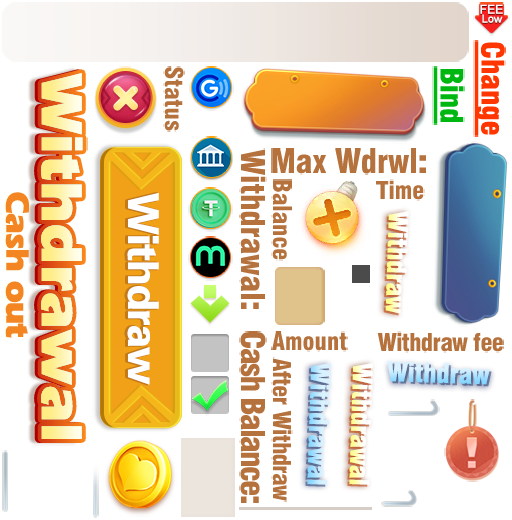 FEE
Low
Change
Bind
Status
Withdrawal
Cash out
Withdraw
Withdrawal:
Max Wdrwl:
Balance
Time
Withdraw
Cash Balance:
Amount
After Withdraw
Withdrawal
Withdrawal
Withdraw fee
Withdraw
G
m
!